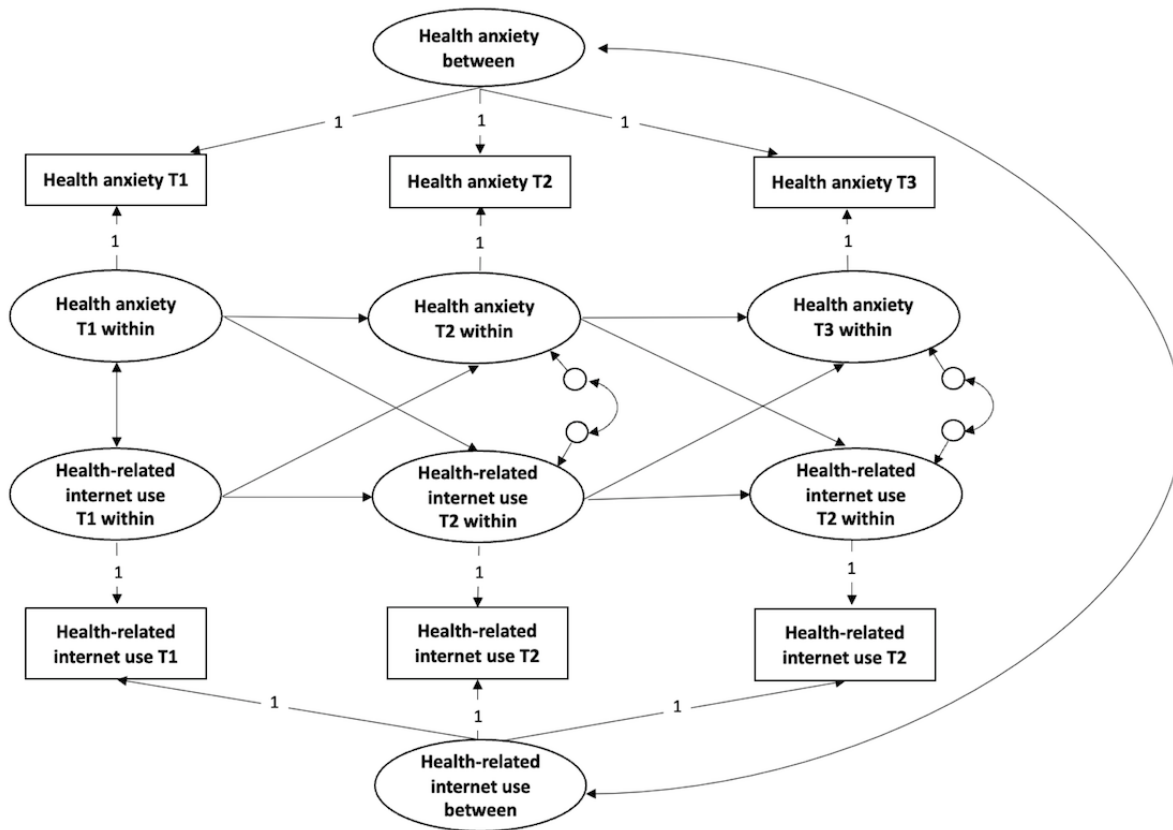 Health anxiety
between
1
1
1
Health anxiety T1
Health anxiety T2
Health anxiety T3
1
1
1
Health anxiety
T1 within
Health anxiety
T2 within
Health anxiety
T3 within
Health-related
internet use
T1 within
Health-related
internet use
T2 within
Health-related
internet use
T2 within
1
1
1
Health-related
internet use T1
Health-related
internet use T2
Health-related
internet use T2
1
1
1
Health-related
internet use
between